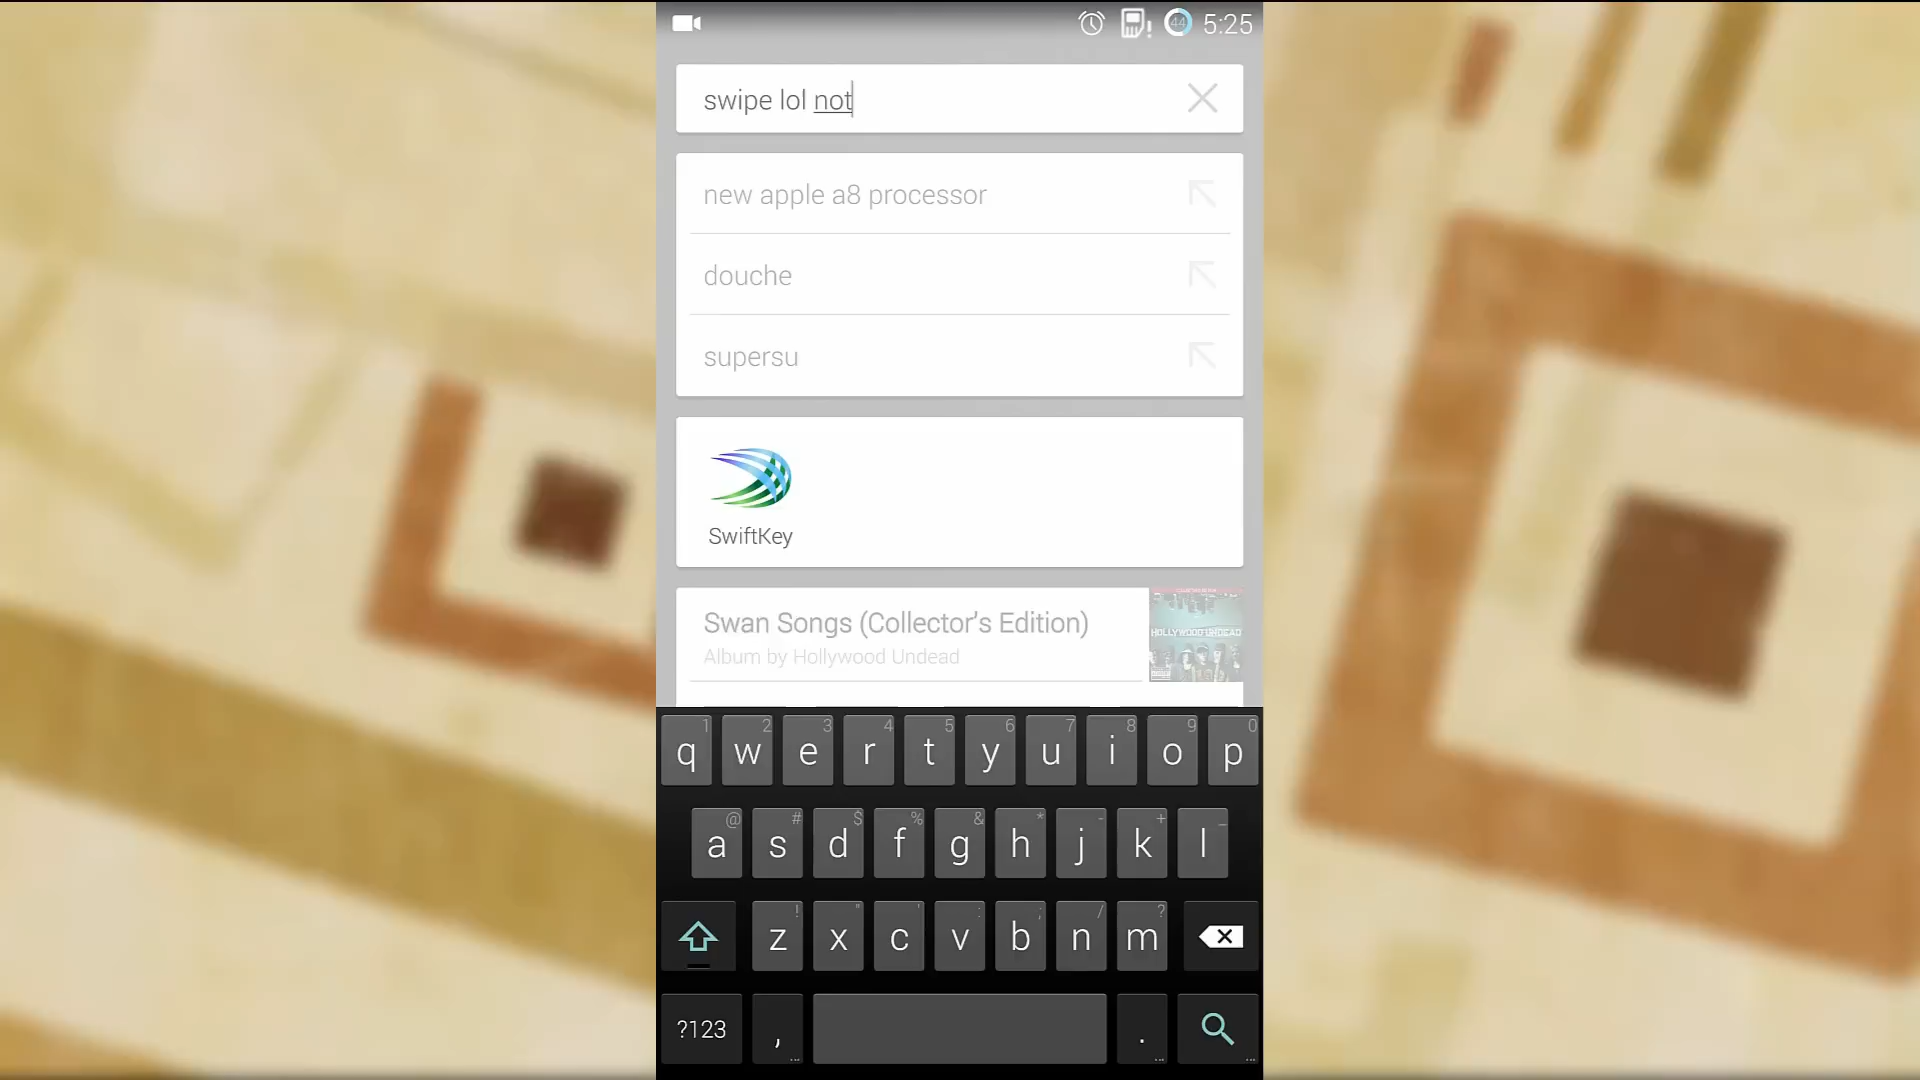 44 5:25
swipe lol not
new apple a8 processor
douche
supersu
SwiftKey
Swan Songs (Collector's Edition)
Album by Hollywood Undead
HOLLYWOOD UNDEAD
1 2 3 4 5 6 7 8 9 0
q w e r t y u i o p
@ # $ % & * - + _
a s d f g h j k l
! " ' : ; / ?
z x c v b n m
?123 , .